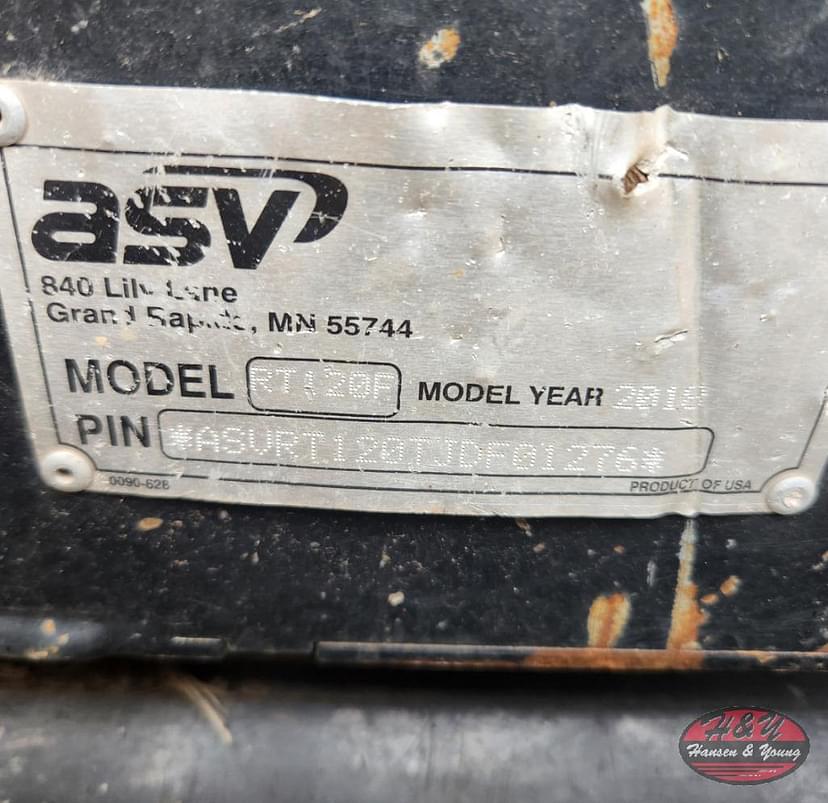 asv
840 Lily Lane
Grand Rapids, MN 55744
MODEL RT120F MODEL YEAR 2018
PIN *ASVRT120TJDF01276*
0090-628 PRODUCT OF USA
H&Y
Hansen & Young